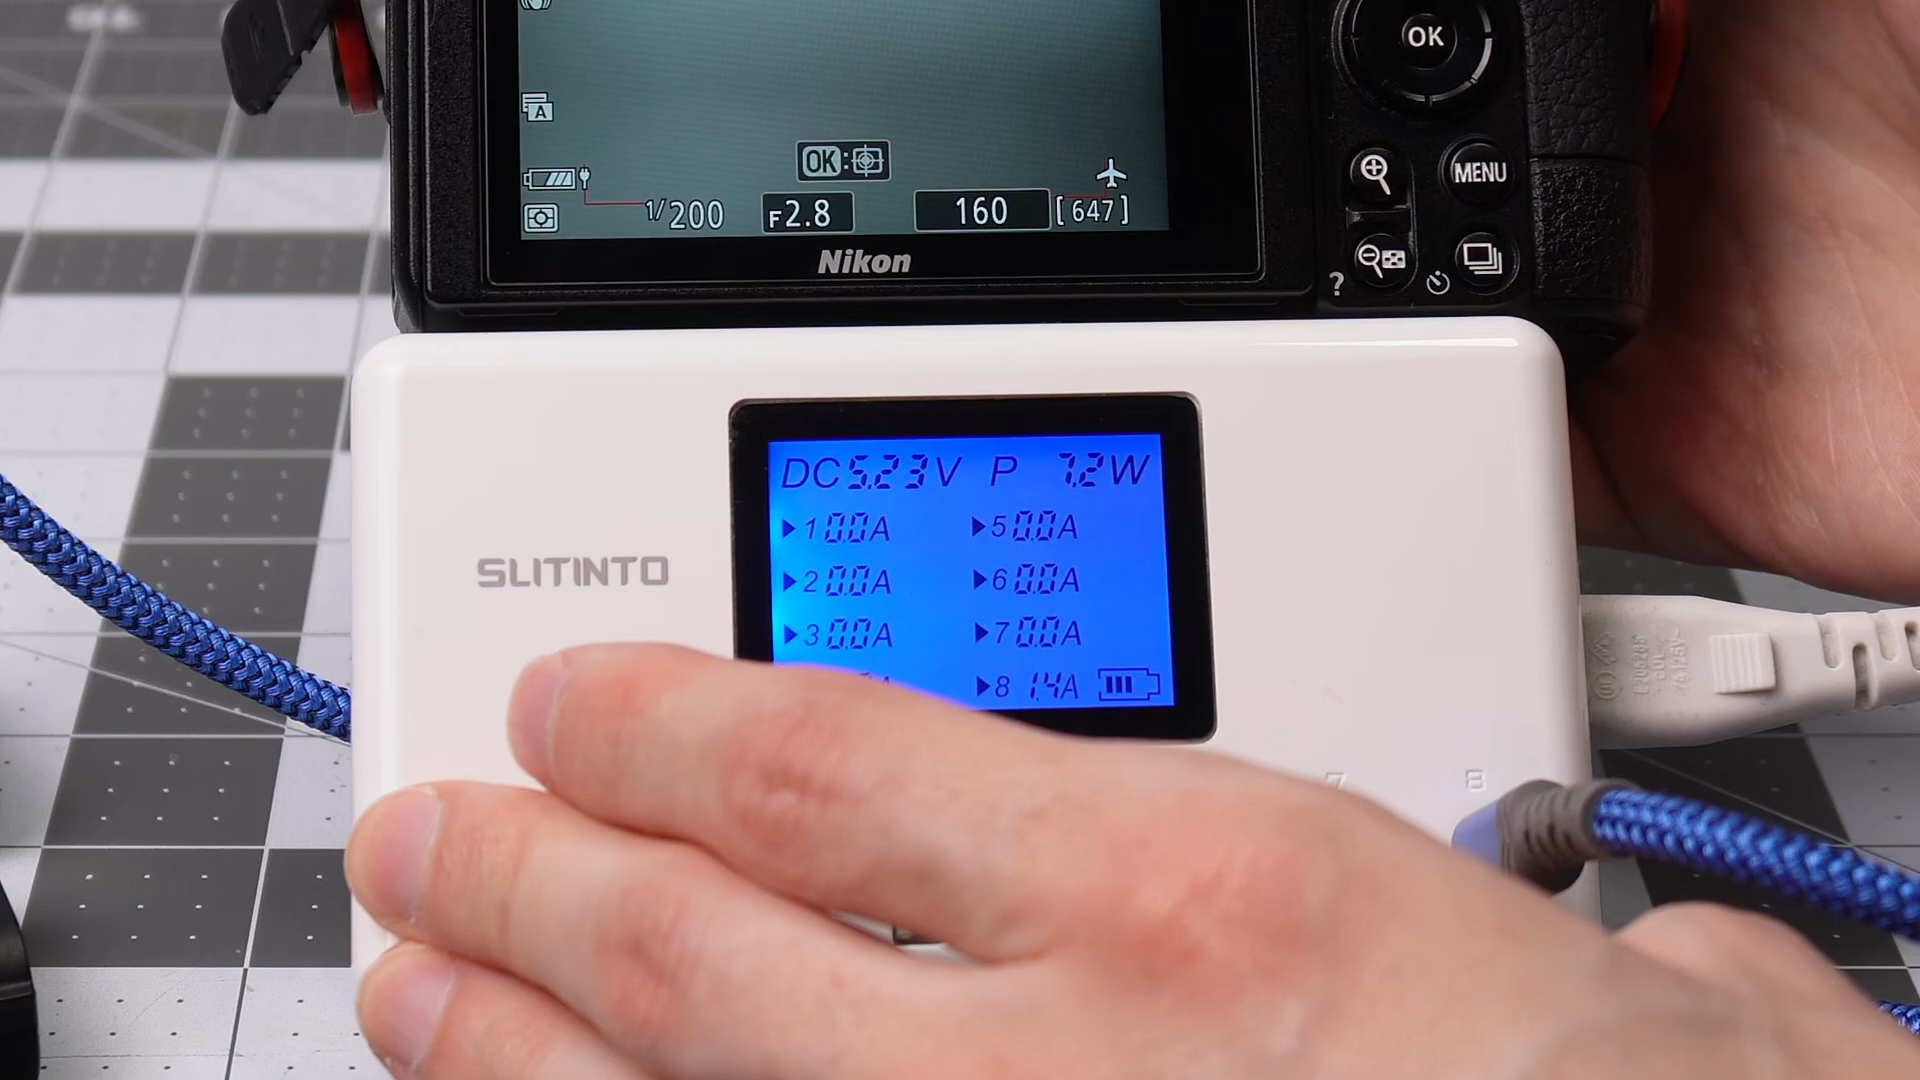 OK
A
OK:
MENU
1/200
F2.8
160
[647]
Nikon
?
DC5.23V P 7.2W
1 0.0A
5 0.0A
2 0.0A
6 0.0A
3 0.0A
7 0.0A
8 1.4A
SLITINTO
7
8